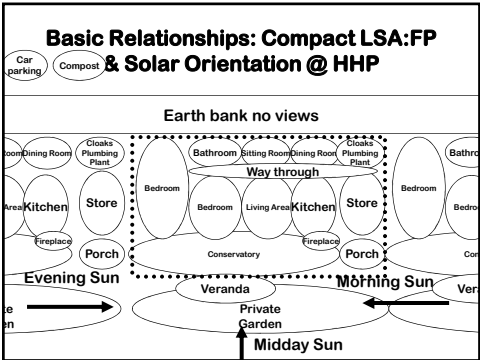 Basic Relationships: Compact LSA:FP
& Solar Orientation @ HHP
Car
parking
Compost
Earth bank no views
oom
Dining Room
Cloaks
Plumbing
Plant
Bedroom
Bathroom
Sitting Room
Dining Room
Cloaks
Plumbing
Plant
Bedroom
Bathro
Way through
Area
Kitchen
Store
Bedroom
Living Area
Kitchen
Store
Bedro
Fireplace
Porch
Conservatory
Fireplace
Porch
Con
Evening Sun
Veranda
Morning Sun
Ver
te
en
Private
Garden
Midday Sun